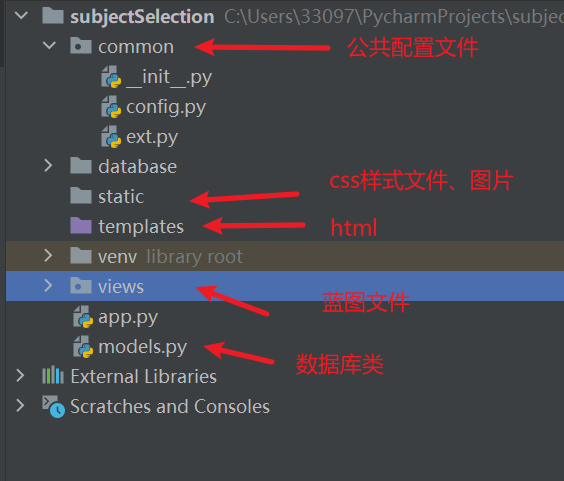 subjectSelection C:\Users\33097\PycharmProjects\subjec
common 公共配置文件
__init__.py
config.py
ext.py
database
static css样式文件、图片
templates html
venv library root
views 蓝图文件
app.py
models.py 数据库类
External Libraries
Scratches and Consoles